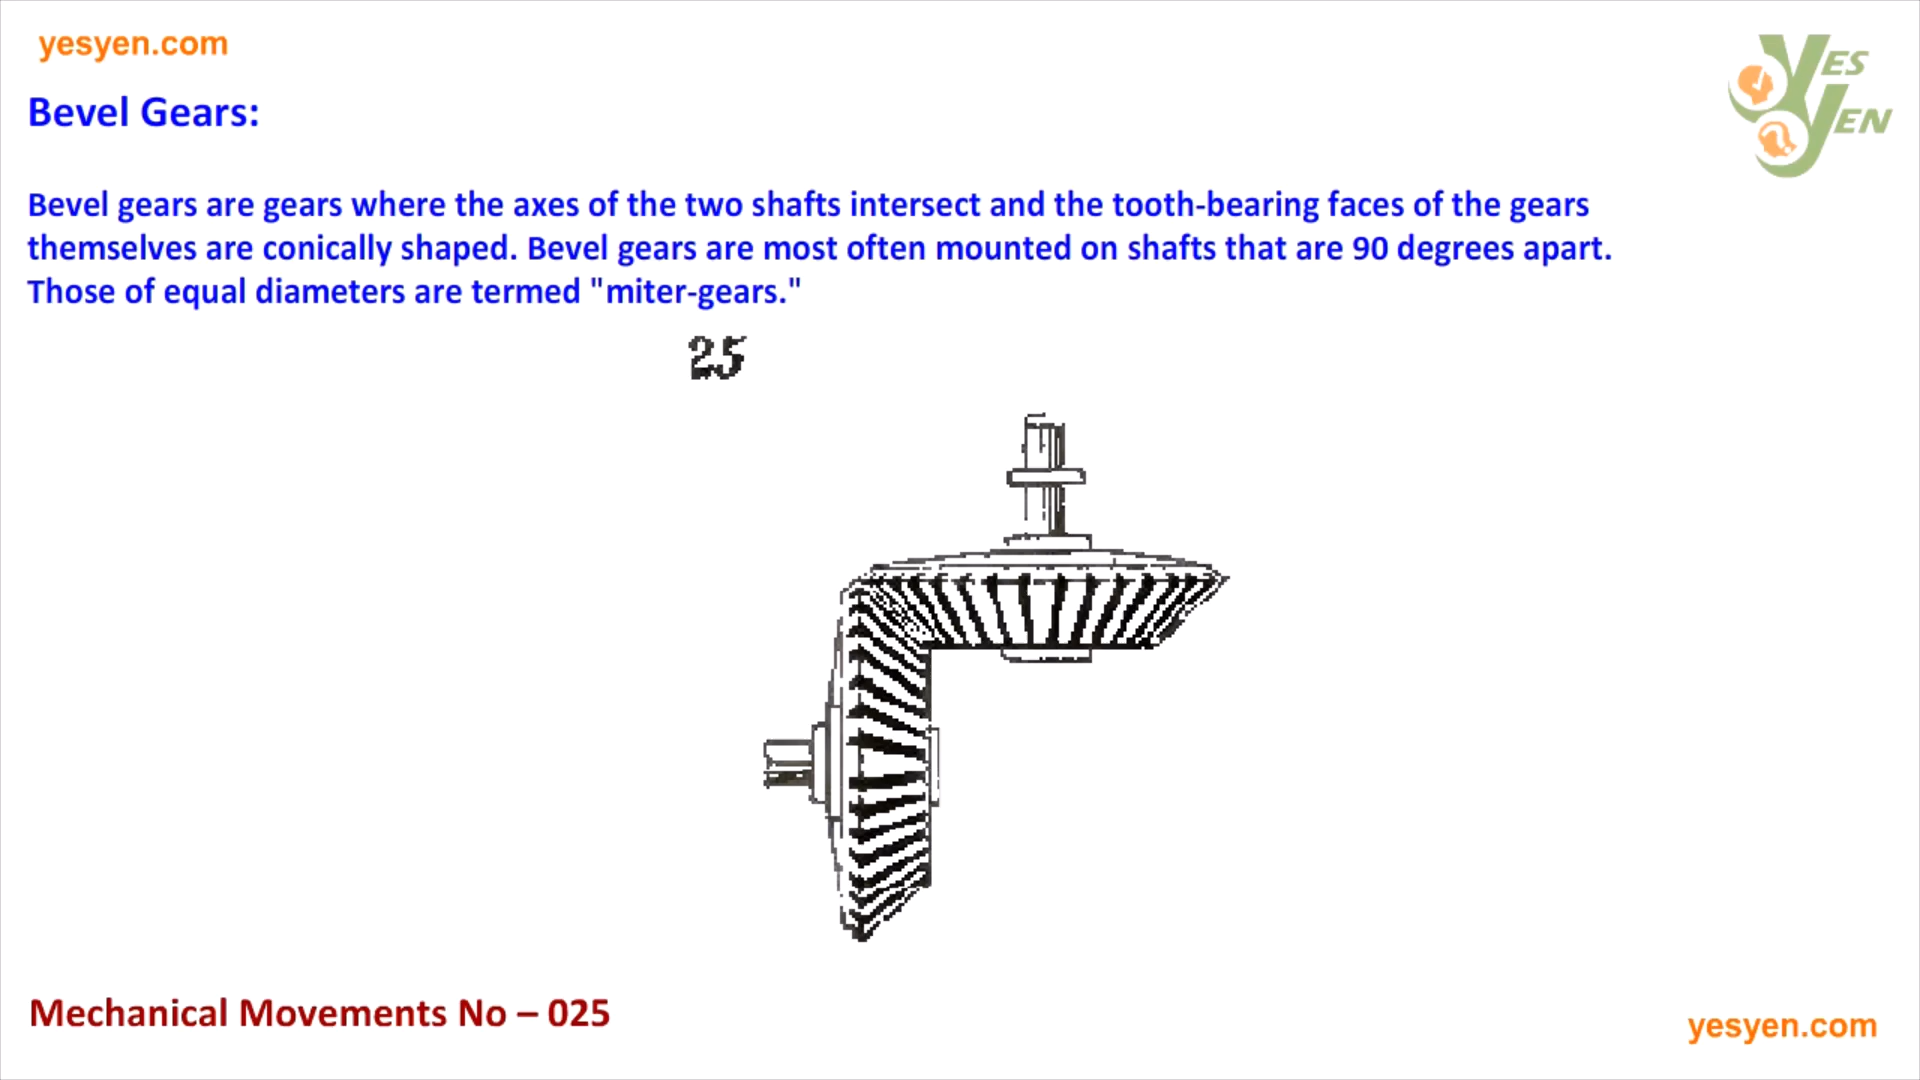 yesyen.com
YES
YEN
Bevel Gears:
Bevel gears are gears where the axes of the two shafts intersect and the tooth-bearing faces of the gears
themselves are conically shaped. Bevel gears are most often mounted on shafts that are 90 degrees apart.
Those of equal diameters are termed "miter-gears."
25
Mechanical Movements No – 025
yesyen.com